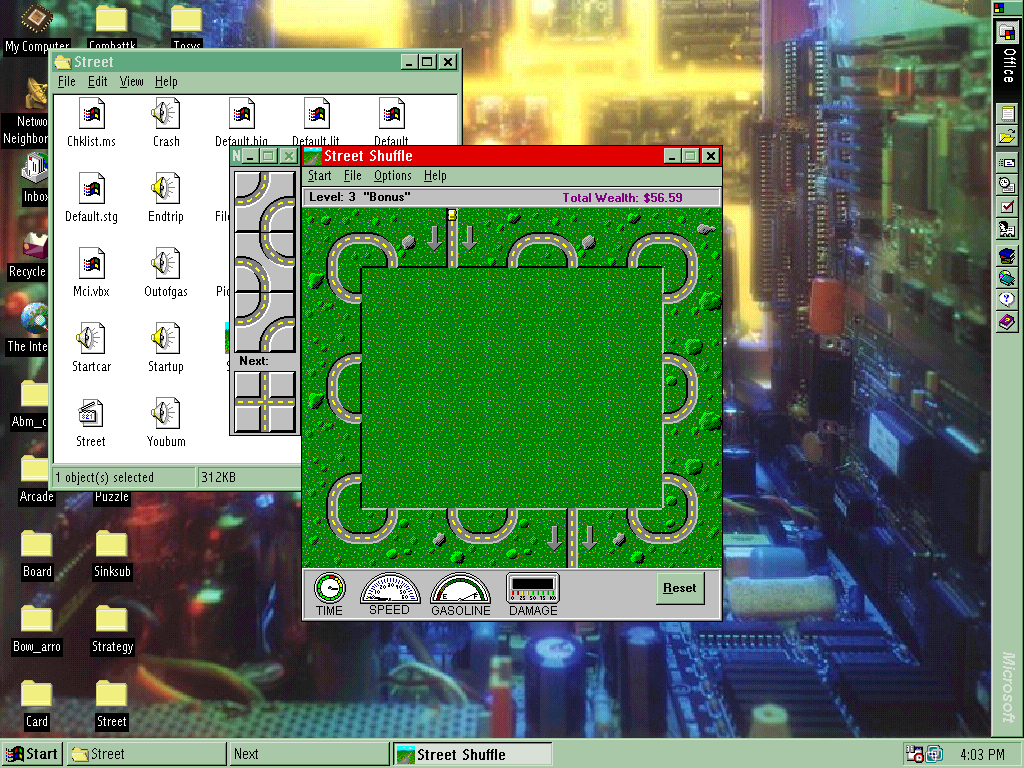 My Computer
Combattk
Tosys
Street
File Edit View Help
Chklist.ms
Crash
Default.big
Default.lit
Default
Default.stg
Endtrip
Mci.vbx
Outofgas
Startcar
Startup
Street
Youbum
1 object(s) selected
312KB
Netwo
Neighbor
Inbox
Recycle
The Inte
Abm_c
Arcade
Puzzle
Board
Sinksub
Bow_arro
Strategy
Card
Street
N
Next:
Street Shuffle
Start File Options Help
Level: 3 "Bonus"
Total Wealth: $56.59
TIME
SPEED
GASOLINE
DAMAGE
Reset
Office
Microsoft
Start
Street
Next
Street Shuffle
4:03 PM